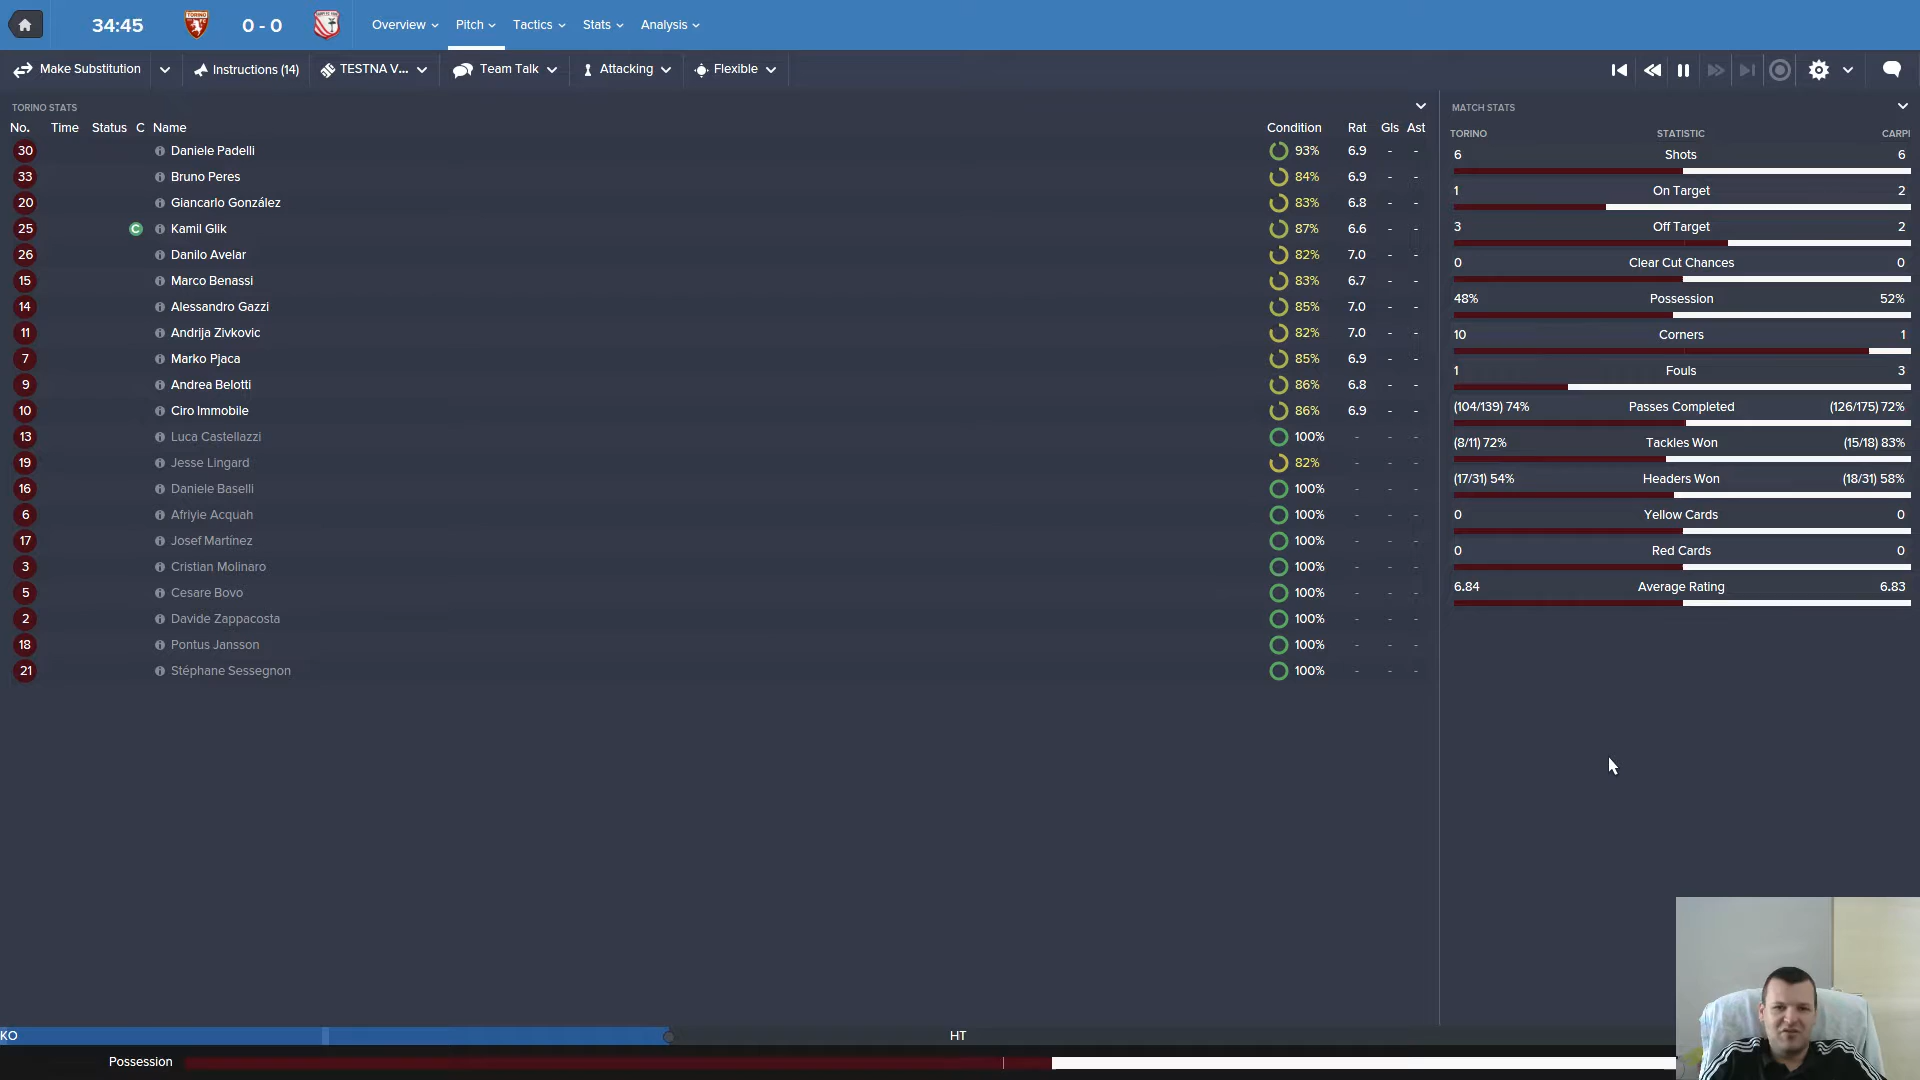 34:45 0 - 0 Overview Pitch Tactics Stats Analysis
Make Substitution Instructions (14) TESTNA V... Team Talk Attacking Flexible
TORINO STATS
No. Time Status C Name Condition Rat Gls Ast
30 Daniele Padelli 93% 6.9 - -
33 Bruno Peres 84% 6.9 - -
20 Giancarlo González 83% 6.8 - -
25 C Kamil Glik 87% 6.6 - -
26 Danilo Avelar 82% 7.0 - -
15 Marco Benassi 83% 6.7 - -
14 Alessandro Gazzi 85% 7.0 - -
11 Andrija Zivkovic 82% 7.0 - -
7 Marko Pjaca 85% 6.9 - -
9 Andrea Belotti 86% 6.8 - -
10 Ciro Immobile 86% 6.9 - -
13 Luca Castellazzi 100% - - -
19 Jesse Lingard 82% - - -
16 Daniele Baselli 100% - - -
6 Afriyie Acquah 100% - - -
17 Josef Martínez 100% - - -
3 Cristian Molinaro 100% - - -
5 Cesare Bovo 100% - - -
2 Davide Zappacosta 100% - - -
18 Pontus Jansson 100% - - -
21 Stéphane Sessegnon 100% - - -
MATCH STATS
TORINO STATISTIC CARPI
6 Shots 6
1 On Target 2
3 Off Target 2
0 Clear Cut Chances 0
48% Possession 52%
10 Corners 1
1 Fouls 3
(104/139) 74% Passes Completed (126/175) 72%
(8/11) 72% Tackles Won (15/18) 83%
(17/31) 54% Headers Won (18/31) 58%
0 Yellow Cards 0
0 Red Cards 0
6.84 Average Rating 6.83
KO HT
Possession